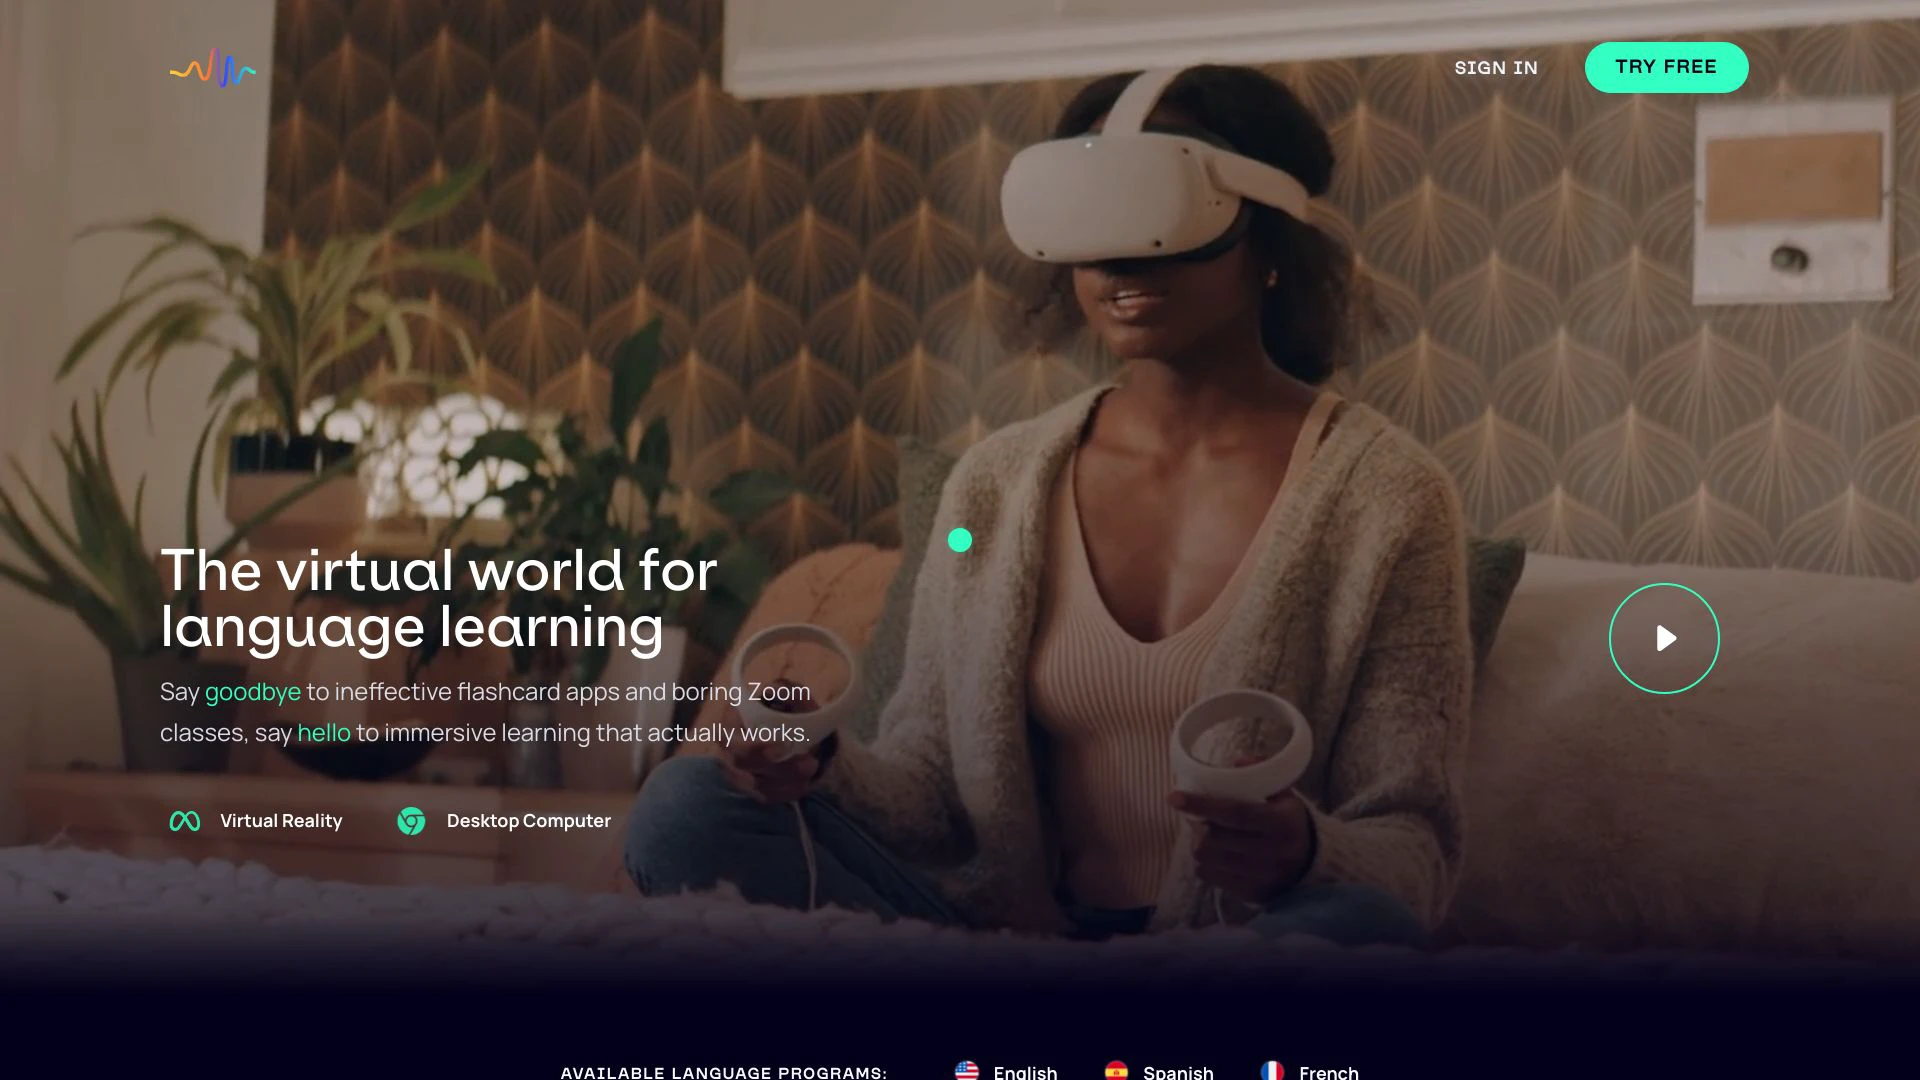 SIGN IN
TRY FREE
The virtual world for
language learning
Say goodbye to ineffective flashcard apps and boring Zoom
classes, say hello to immersive learning that actually works.
Virtual Reality
Desktop Computer
AVAILABLE LANGUAGE PROGRAMS:
English
Spanish
French